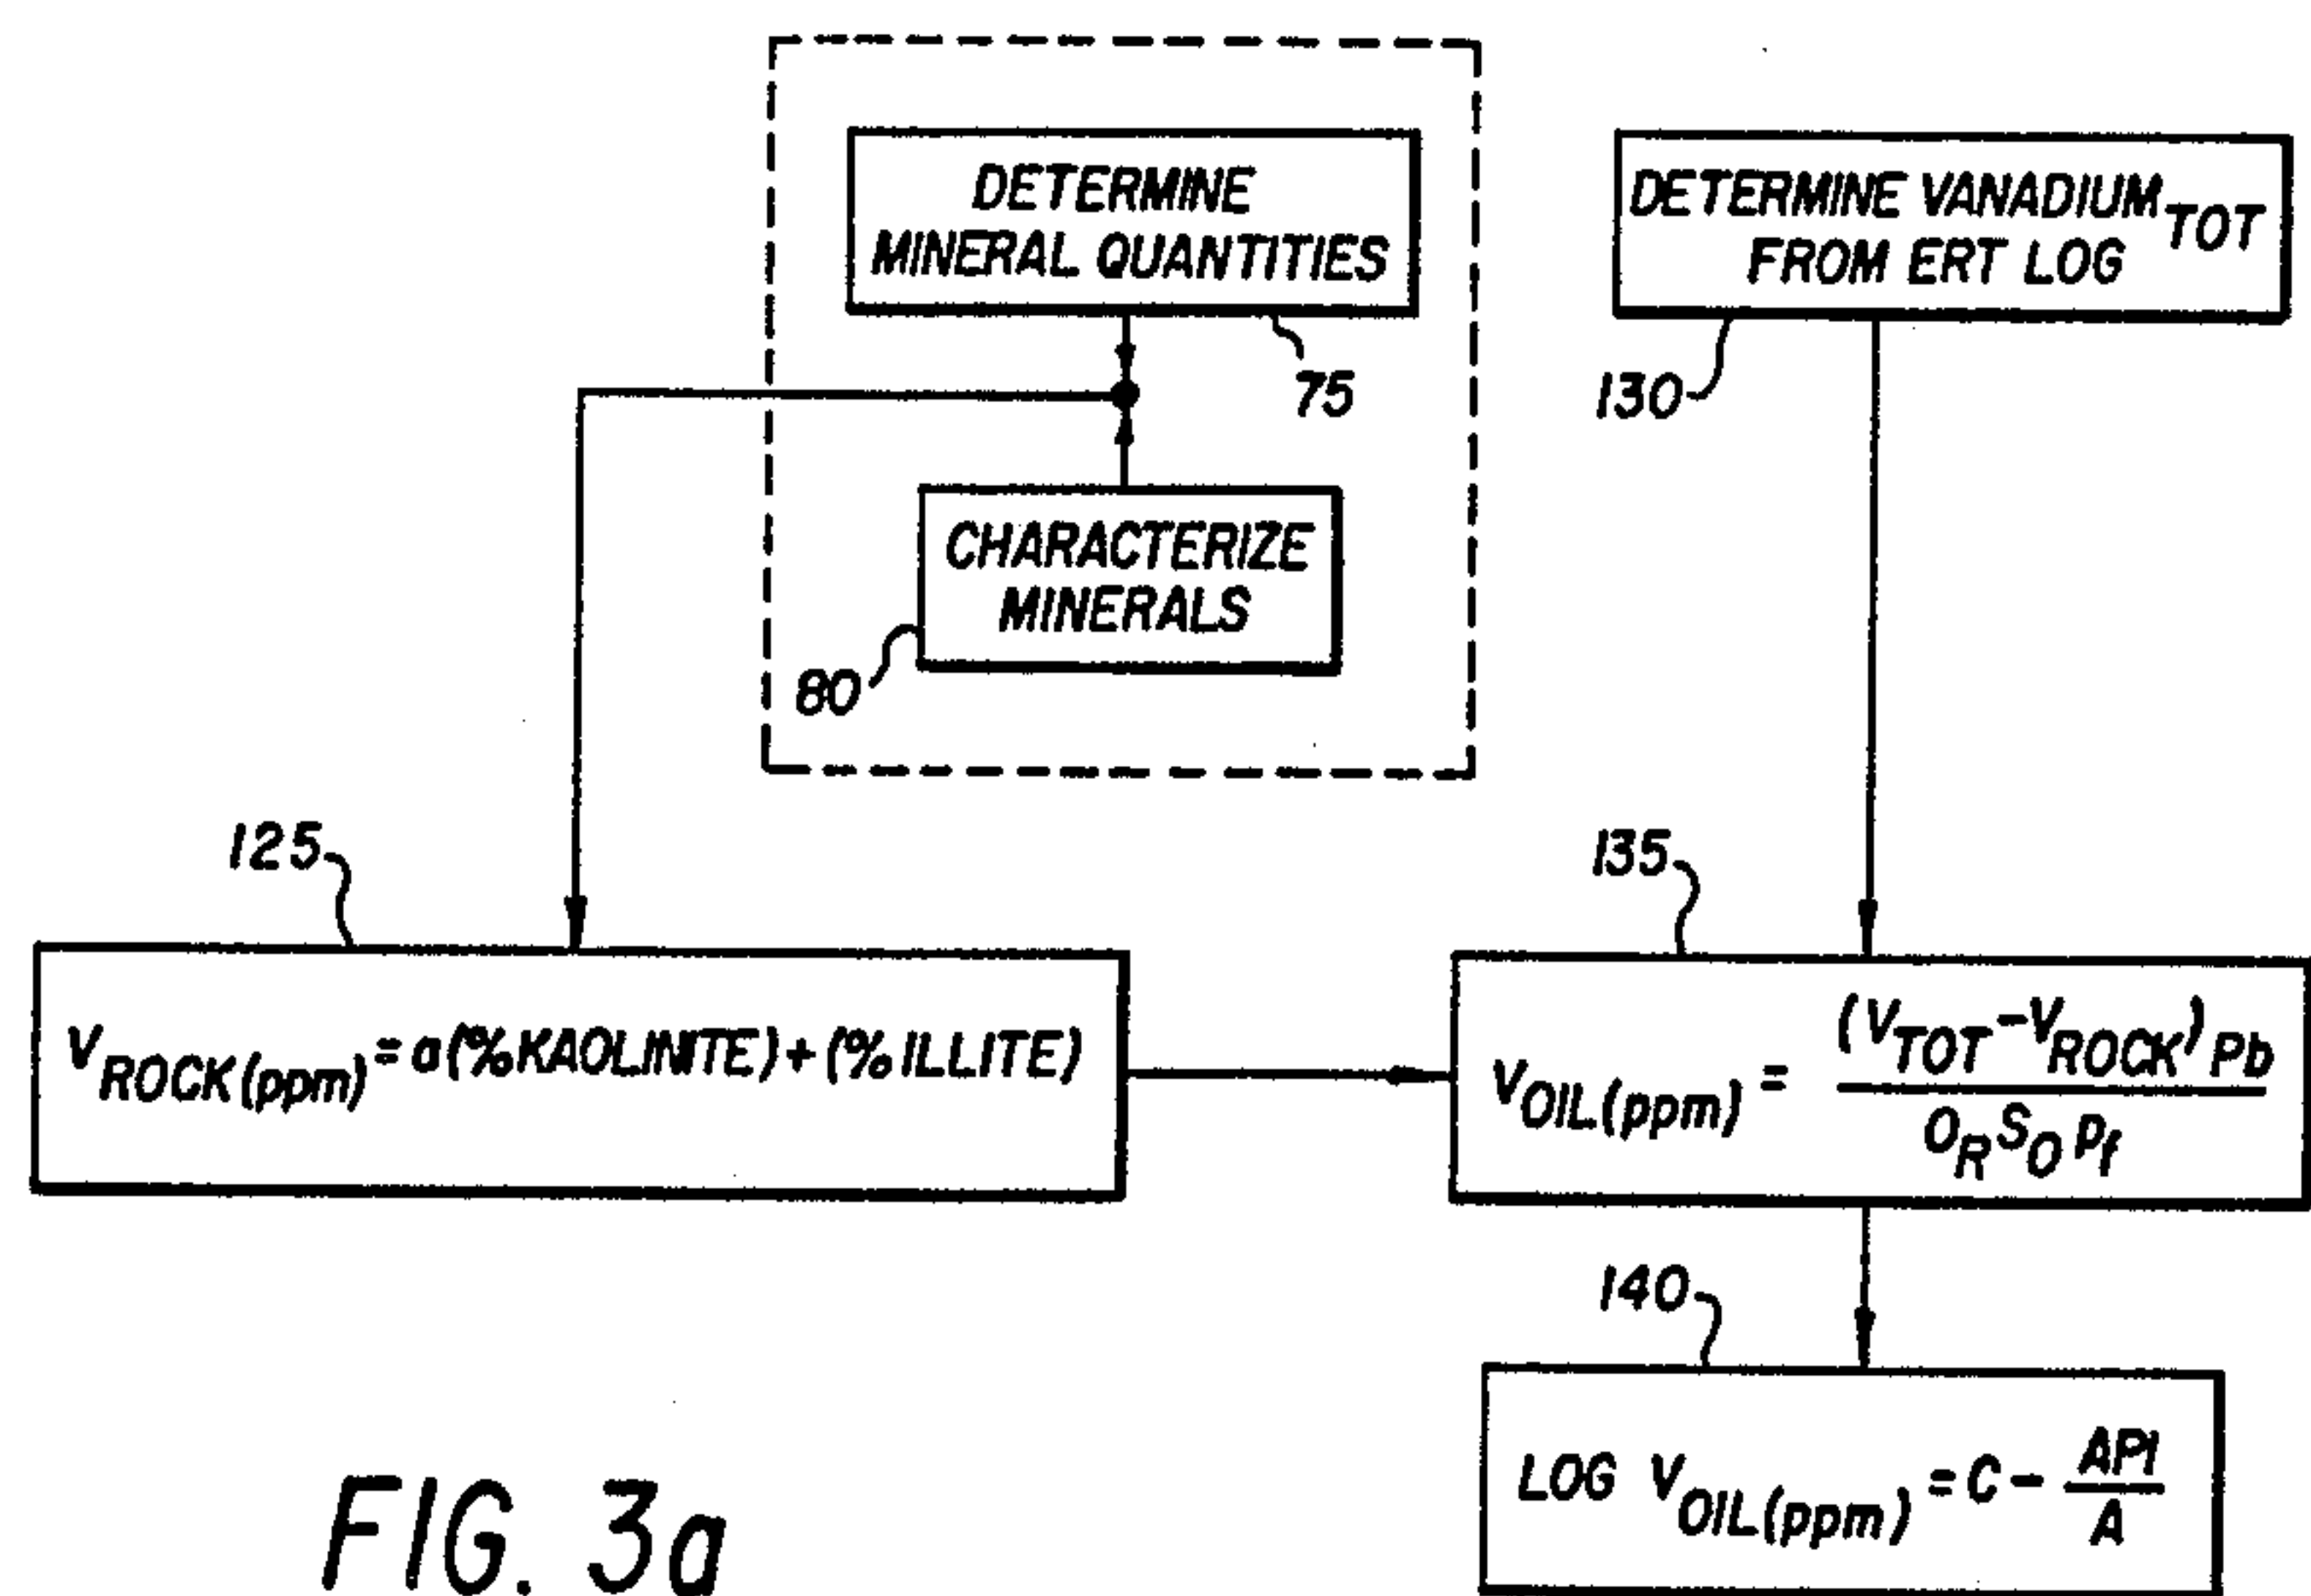 DETERMINE
MINERAL QUANTITIES
75
DETERMINE VANADIUM TOT
FROM ERT LOG
130
CHARACTERIZE
MINERALS
80
125
V ROCK(ppm) = a(%KAOLINITE)+(%ILLITE)
135
V OIL(ppm) = (V TOT - V ROCK) Pb
O R S O Pf
140
LOG V OIL(ppm) = C - API
A
FIG. 3a